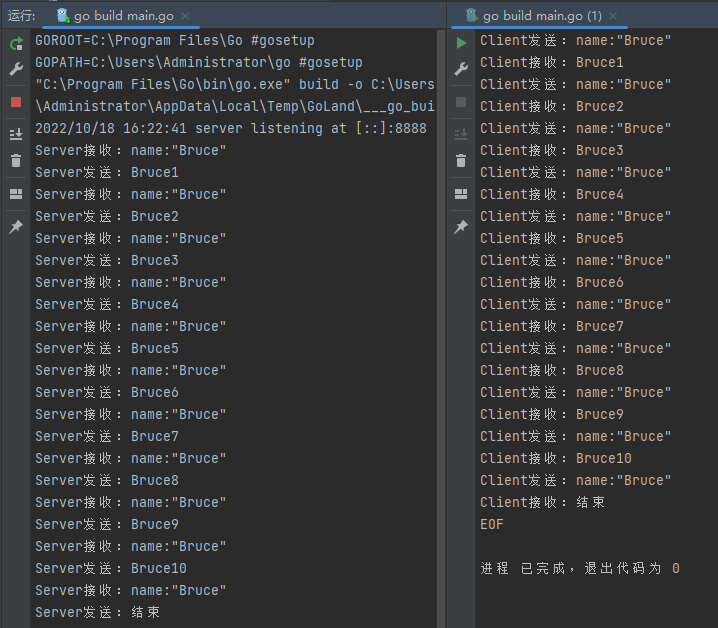 运行: go build main.go
GOROOT=C:\Program Files\Go #gosetup
GOPATH=C:\Users\Administrator\go #gosetup
"C:\Program Files\Go\bin\go.exe" build -o C:\Users
\Administrator\AppData\Local\Temp\GoLand\___go_bui
2022/10/18 16:22:41 server listening at [::]:8888
Server接收：name:"Bruce"
Server发送：Bruce1
Server接收：name:"Bruce"
Server发送：Bruce2
Server接收：name:"Bruce"
Server发送：Bruce3
Server接收：name:"Bruce"
Server发送：Bruce4
Server接收：name:"Bruce"
Server发送：Bruce5
Server接收：name:"Bruce"
Server发送：Bruce6
Server接收：name:"Bruce"
Server发送：Bruce7
Server接收：name:"Bruce"
Server发送：Bruce8
Server接收：name:"Bruce"
Server发送：Bruce9
Server接收：name:"Bruce"
Server发送：Bruce10
Server接收：name:"Bruce"
Server发送：结束
go build main.go (1)
Client发送：name:"Bruce"
Client接收：Bruce1
Client发送：name:"Bruce"
Client接收：Bruce2
Client发送：name:"Bruce"
Client接收：Bruce3
Client发送：name:"Bruce"
Client接收：Bruce4
Client发送：name:"Bruce"
Client接收：Bruce5
Client发送：name:"Bruce"
Client接收：Bruce6
Client发送：name:"Bruce"
Client接收：Bruce7
Client发送：name:"Bruce"
Client接收：Bruce8
Client发送：name:"Bruce"
Client接收：Bruce9
Client发送：name:"Bruce"
Client接收：Bruce10
Client发送：name:"Bruce"
Client接收：结束
EOF
进程 已完成，退出代码为 0